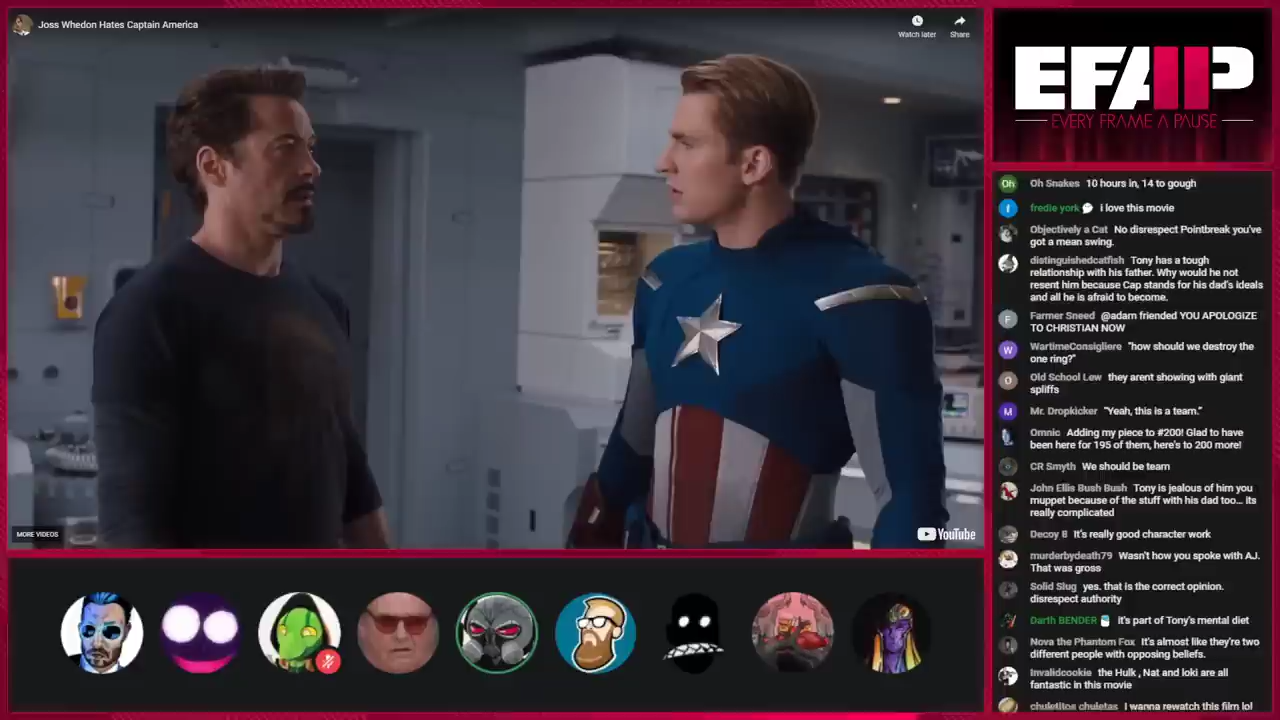 Joss Whedon Hates Captain America
Watch later
Share
MORE VIDEOS
YouTube
EFAP
EVERY FRAME A PAUSE
Oh
Oh Snakes 10 hours in, 14 to gough
f
fredie york i love this movie
Objectively a Cat No disrespect Pointbreak you've
got a mean swing.
distinguishedcatfish Tony has a tough
relationship with his father. Why would he not
resent him because Cap stands for his dad's ideals
and all he is afraid to become.
F
Farmer Sneed @adam friended YOU APOLOGIZE
TO CHRISTIAN NOW
W
WartimeConsigliere "how should we destroy the
one ring?"
O
Old School Lew they arent showing with giant
spliffs
M
Mr. Dropkicker "Yeah, this is a team."
Omnic Adding my piece to #200! Glad to have
been here for 195 of them, here's to 200 more!
CR Smyth We should be team
John Ellis Bush Bush Tony is jealous of him you
muppet because of the stuff with his dad too... its
really complicated
Decoy B It's really good character work
murderbydeath79 Wasn't how you spoke with A.J.
That was gross
Solid Slug yes. that is the correct opinion.
disrespect authority
Darth BENDER it's part of Tony's mental diet
Nova the Phantom Fox It's almost like they're two
different people with opposing beliefs.
Invalidcookie the Hulk , Nat and loki are all
fantastic in this movie
chuletitos chuletas I wanna rewatch this film lol